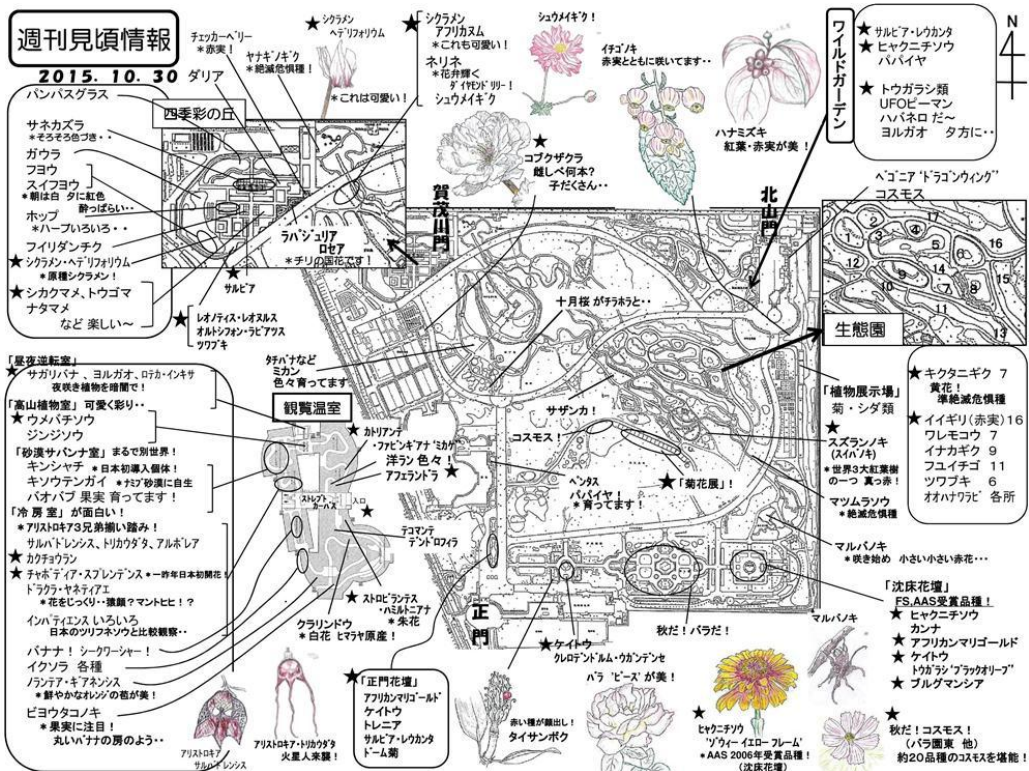 週刊見頃情報
2015. 10. 30
ダリア
パンパスグラス
サネカズラ
*そろそろ色づき・・
ガウラ
フヨウ
スイフヨウ
*朝は白 夕に紅色
酔っぱらい・・
ホップ
*ハーブいろいろ・・
フイリダンチク
★シクラメン・ヘデリフォリウム
*原種シクラメン!
★シカクマメ、トウゴマ
ナタマメ
など 楽しい〜
四季彩の丘
チェッカーベリー
*赤実!
ヤナギノギク
*絶滅危惧種!
★シクラメン
ヘデリフォリウム
*これは可愛い!
★シクラメン
アフリカヌム
*これも可愛い!
ネリネ
*花弁輝く
ダイヤモンドリリー!
シュウメイギク
シュウメイギク!
★コブクザクラ
雌しべ何本?
子だくさん・・
イチゴノキ
赤実とともに咲いてます・・
ハナミズキ
紅葉・赤実が美!
ワイルドガーデン
★サルビア・レウカンタ
★ヒャクニチソウ
パパイヤ
★トウガラシ類
UFOピーマン
ハバネロ だ〜
ヨルガオ 夕方に・・
N
4
ベゴニア “ドラゴンウィング”
コスモス
ラパジュリア
ロセア
*チリの国花です!
★サルビア
★レオノティス・レオヌルス
オルトシフォン・ラビアツス
ツワブキ
賀茂川門
北山門
十月桜 がチラホラと・・
タチバナなど
ミカン
色々育ってます
サザンカ!
コスモス!
★「菊花展」!
ペンタス
パパイヤ!
*育ってます!
1
2
3
4
5
6
7
8
9
10
11
12
13
14
15
16
17
生態園
★キクタニギク 7
黄花!
準絶滅危惧種
★イイギリ(赤実)16
ワレモコウ 7
イナカギク 9
フユイチゴ 11
ツワブキ 6
オオハナワラビ 各所
「植物展示場」
菊・シダ類
★
スズランノキ
(スイバノキ)
*世界3大紅葉樹
の一つ 真っ赤!
マツムラソウ
*絶滅危惧種
マルバノキ
*咲き始め 小さい小さい赤花・・・
「昼夜逆転室」
★サガリバナ、ヨルガオ、ロテカ・インキサ
夜咲き植物を暗闇で!
「高山植物室」 可愛く彩り・・
★ウメバチソウ
ジンジソウ
「砂漠サバンナ室」 まるで別世界!
キンシャチ *日本初導入個体!
キソウテンガイ *ナミブ砂漠に自生
バオバブ 果実 育ってます!
「冷房室」が面白い!
*アリストロキア3兄弟揃い踏み!
サルバドレンシス、トリカウダタ、アルボレア
★カクチョウラン
★チャボディア・スプレンデンス *一昨年日本初開花!
ドラクラ・ヤネティアエ
*花をじっくり・・猿顔?マントヒヒ!?
インパティエンス いろいろ
日本のツリフネソウと比較観察・・
バナナ! シークワーシャー!
イクソラ 各種
ノランテア・ギアネンシス
*鮮やかなオレンジの苞が美!
ビヨウタコノキ
*果実に注目!
丸いバナナの房のよう・・
観覧温室
★カトリアンテ
・ファビンギアナ‘ミカゲ’
洋ラン 色々!
アフェランドラ★
ストレプト
カーパス
入口
★
テコマンテ
デンドロフィラ
★ストロビランテス
・ハミルトニアナ
*朱花
クラリンドウ
*白花 ヒマラヤ原産!
アリストロキア
サルバドレンシス
アリストロキア・トリカウダタ
火星人来襲!
正門
★「正門花壇」
アフリカンマリゴールド
ケイトウ
トレニア
サルビア・レウカンタ
ドーム菊
★ケイトウ
クレロデンドルム・ウガンデンセ
赤い種が顔出し!
タイサンボク
バラ ‘ピース’が美!
秋だ!バラだ!
★ヒャクニチソウ
‘ソウィー イエローフレーム’
*AAS 2006年受賞品種!
(沈床花壇)
マルバノキ
「沈床花壇」
FS,AAS受賞品種!
★ヒャクニチソウ
カンナ
★アフリカンマリゴールド
★ケイトウ
トウガラシ‘ブラックオリーブ’
★ブルグマンシア
★
秋だ!コスモス!
(バラ園東 他)
約20品種のコスモスを堪能!